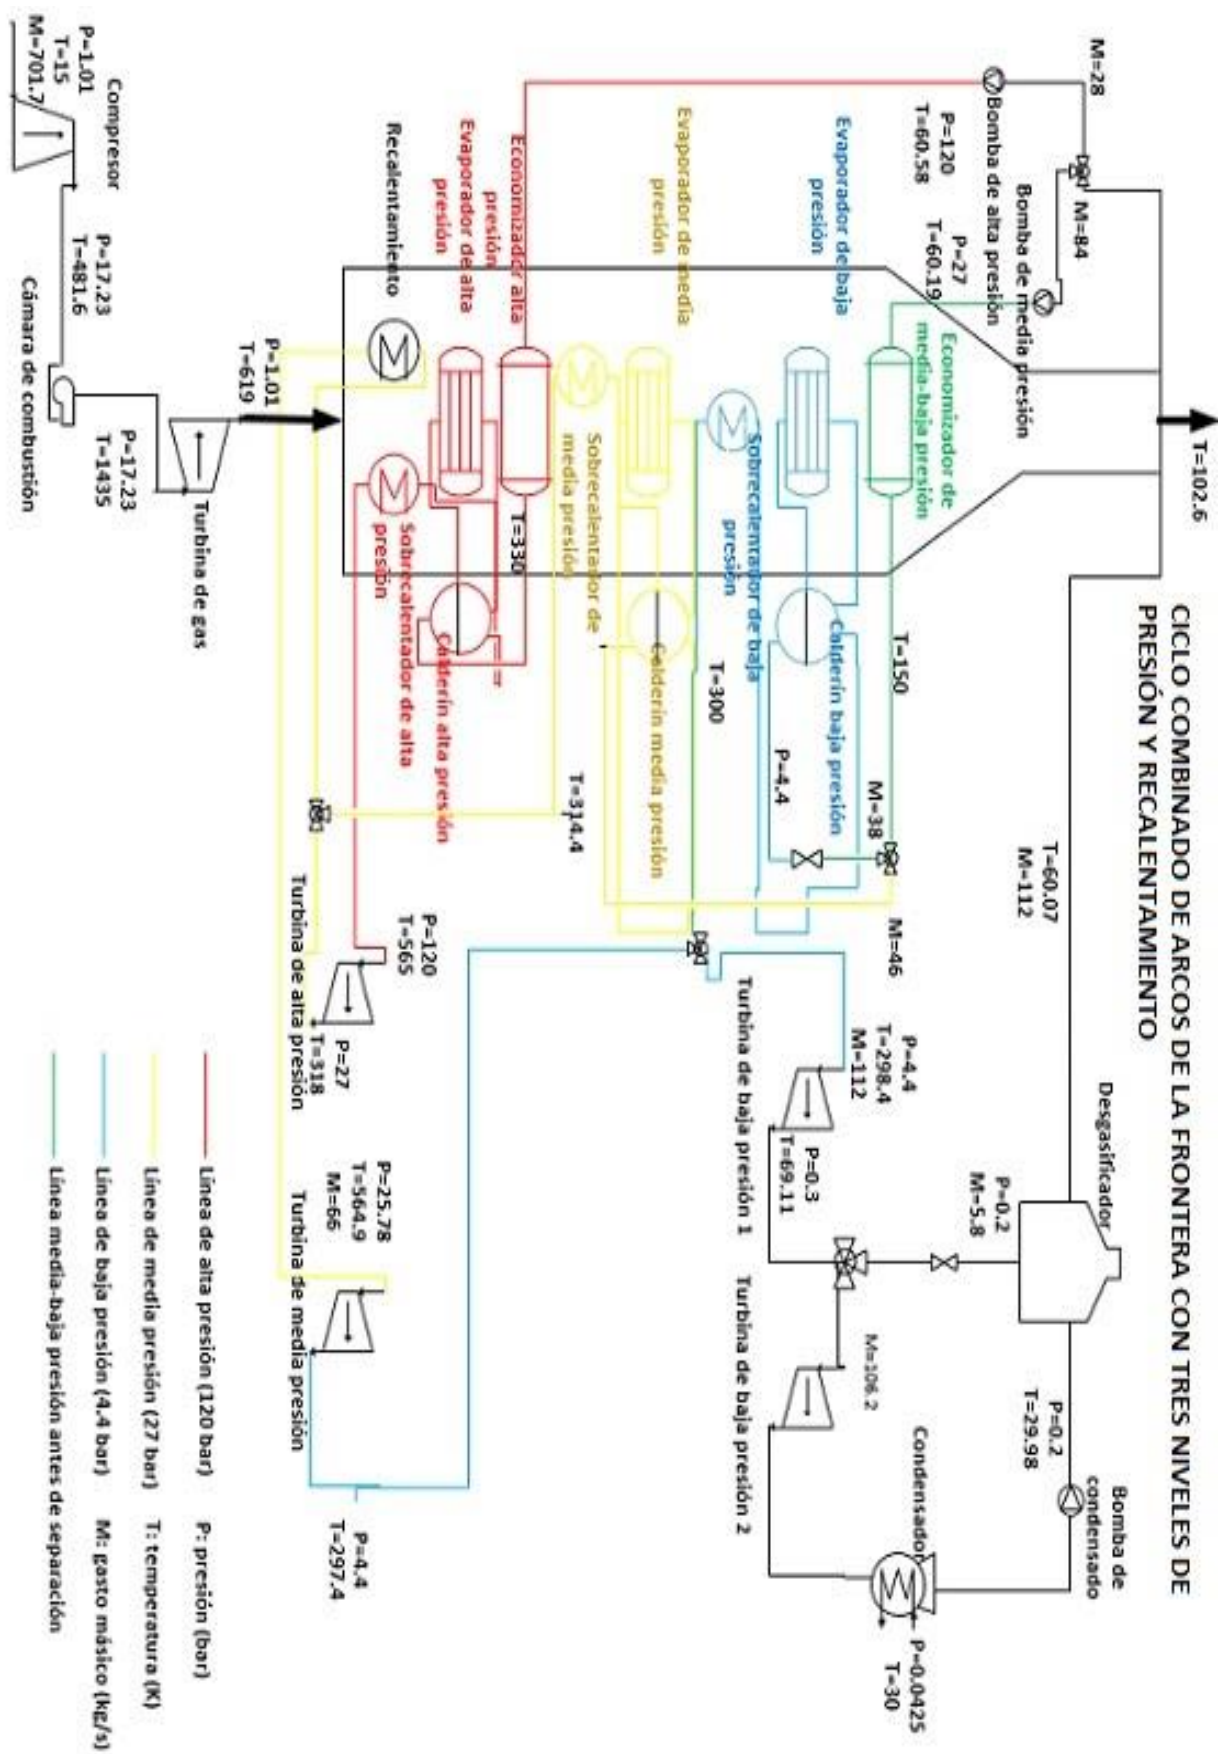 CICLO COMBINADO DE ARCOS DE LA FRONTERA CON TRES NIVELES DE
PRESIÓN Y RECALENTAMIENTO
T=102.6
M=28
M=84
Bomba de alta presión
P=120
T=60.58
Bomba de media presión
P=27
T=60.19
T=60.07
M=112
Desgasificador
P=0.2
M=5.8
P=0.2
T=29.98
Bomba de
condensado
Condensador
P=0.0425
T=30
Economizador de
media-baja presión
T=150
M=38
M=46
P=4.4
T=298.4
M=112
M=106.2
Evaporador de baja
presión
Calderín baja presión
P=4.4
P=0.3
T=69.11
Turbina de baja presión 1
Turbina de baja presión 2
Sobrecalentador de baja
presión
T=300
Evaporador de media
presión
Calderín media presión
Sobrecalentador de
media presión
T=314.4
Economizador alta
presión
T=330
Evaporador de alta
presión
Calderín alta presión
Sobrecalentador de alta
presión
P=120
T=565
Recalentamiento
P=27
T=318
Turbina de alta presión
P=25.78
T=564.9
M=66
Turbina de media presión
P=4.4
T=297.4
P=1.01
T=619
Turbina de gas
P=17.23
T=1435
Cámara de combustión
P=17.23
T=481.6
Compresor
P=1.01
T=15
M=701.7
Línea de alta presión (120 bar)
P: presión (bar)
Línea de media presión (27 bar)
T: temperatura (K)
Línea de baja presión (4.4 bar)
M: gasto másico (kg/s)
Línea media-baja presión antes de separación